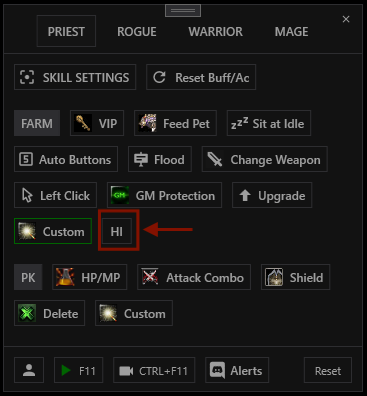 PRIEST ROGUE WARRIOR MAGE
SKILL SETTINGS Reset Buff/Ac
FARM VIP Feed Pet zzZ Sit at Idle
5 Auto Buttons Flood Change Weapon
Left Click GM GM Protection Upgrade
Custom HI
PK HP/MP Attack Combo Shield
Delete Custom
F11 CTRL+F11 Alerts Reset